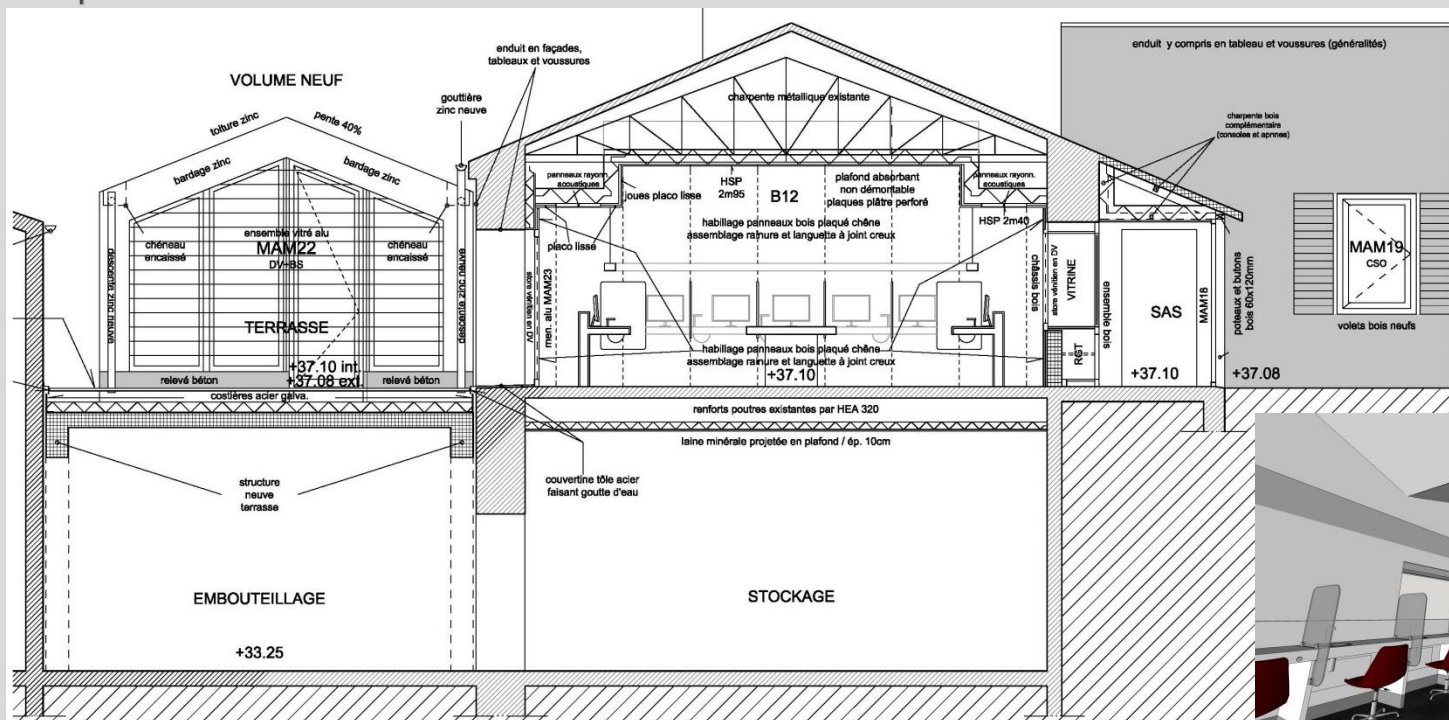 VOLUME NEUF
toiture zinc
pente 40%
bardage zinc
bardage zinc
gouttière
zinc neuve
enduit en façades,
tableaux et voussures
charpente métallique existante
enduit y compris en tableau et voussures (généralités)
charpente bois
complémentaire
(consoles et
panneaux rayonn.
acoustiques
joues placo lisse
HSP
2m95
B12
plafond absorbant
non démontable
plaques plâtre perforé
panneaux rayonn.
acoustiques
HSP 2m40
placo lisse
habillage panneaux bois plaqué chêne
assemblage rainure et languette à joint creux
chéneau
encaissé
ensemble vitré alu
MAM22
DV+BS
chéneau
encaissé
descente zinc neuve
descente zinc neuve
TERRASSE
+37.10 int.
+37.08 ext.
relevé béton
relevé béton
costières acier galva.
store vénitien en DV
men. alu MAM23
châssis bois
store vénitien en DV
VITRINE
RGT
ensemble bois
SAS
MAM18
poteaux et butons
bois 60x120mm
MAM19
CSO
volets bois neufs
habillage panneaux bois plaqué chêne
assemblage rainure et languette à joint creux
+37.10
+37.10
+37.08
renforts poutres existantes par HEA 320
laine minérale projetée en plafond / ép. 10cm
structure
neuve
terrasse
couvertine tôle acier
faisant goutte d'eau
EMBOUTEILLAGE
+33.25
STOCKAGE